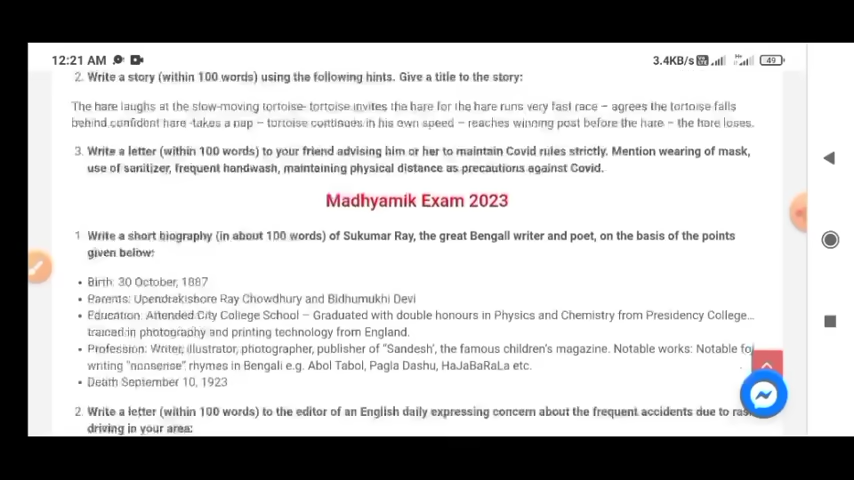 12:21 AM
3.4KB/s
49
2. Write a story (within 100 words) using the following hints. Give a title to the story:
The hare laughs at the slow-moving tortoise- tortoise invites the hare for the hare runs very fast race – agrees the tortoise falls
behind confident hare -takes a nap – tortoise continues in his own speed – reaches winning post before the hare – the hore loses.
3. Write a letter (within 100 words) to your friend advising him or her to maintain Covid rules strictly. Mention wearing of mask,
use of sanitizer, frequent handwash, maintaining physical distance as precautions against Covid.
Madhyamik Exam 2023
1 Write a short biography (in about 100 words) of Sukumar Ray, the great Bengali writer and poet, on the basis of the points
given below:
• Birth: 30 October, 1887
• Parents: Upendrakishore Ray Chowdhury and Bidhumukhi Devi
• Education: Attended City College School – Graduated with double honours in Physics and Chemistry from Presidency College...
trained in photography and printing technology from England.
• Profession: Writer, illustrator, photographer, publisher of "Sandesh', the famous children's magazine. Notable works: Notable for
writing "nonsense" rhymes in Bengali e.g. Abol Tabol, Pagla Dashu, HaJaBaRaLa etc.
• Death September 10, 1923
2. Write a letter (within 100 words) to the editor of an English daily expressing concern about the frequent accidents due to rash
driving in your area: